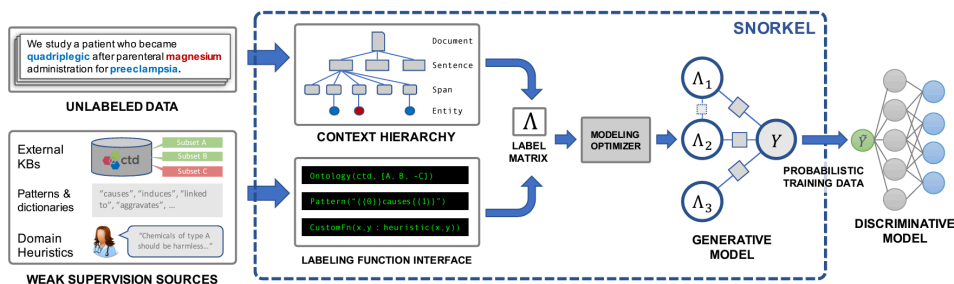 SNORKEL
We study a patient who became
quadriplegic after parenteral magnesium
administration for preeclampsia.
UNLABELED DATA
Document
Sentence
Span
Entity
CONTEXT HIERARCHY
External
KBs
ctd
Subset A
Subset B
Subset C
Patterns &
dictionaries
“causes”, “induces”, “linked
to”, “aggravates”, …
Domain
Heuristics
“Chemicals of type A
should be harmless…”
WEAK SUPERVISION SOURCES
Ontology(ctd, [A, B, -C])
Pattern("{{0}}causes{{1}}")
CustomFn(x,y : heuristic(x,y))
LABELING FUNCTION INTERFACE
Λ
LABEL
MATRIX
MODELING
OPTIMIZER
Λ1
Λ2
Λ3
Y
GENERATIVE
MODEL
Ỹ
PROBABILISTIC
TRAINING DATA
DISCRIMINATIVE
MODEL